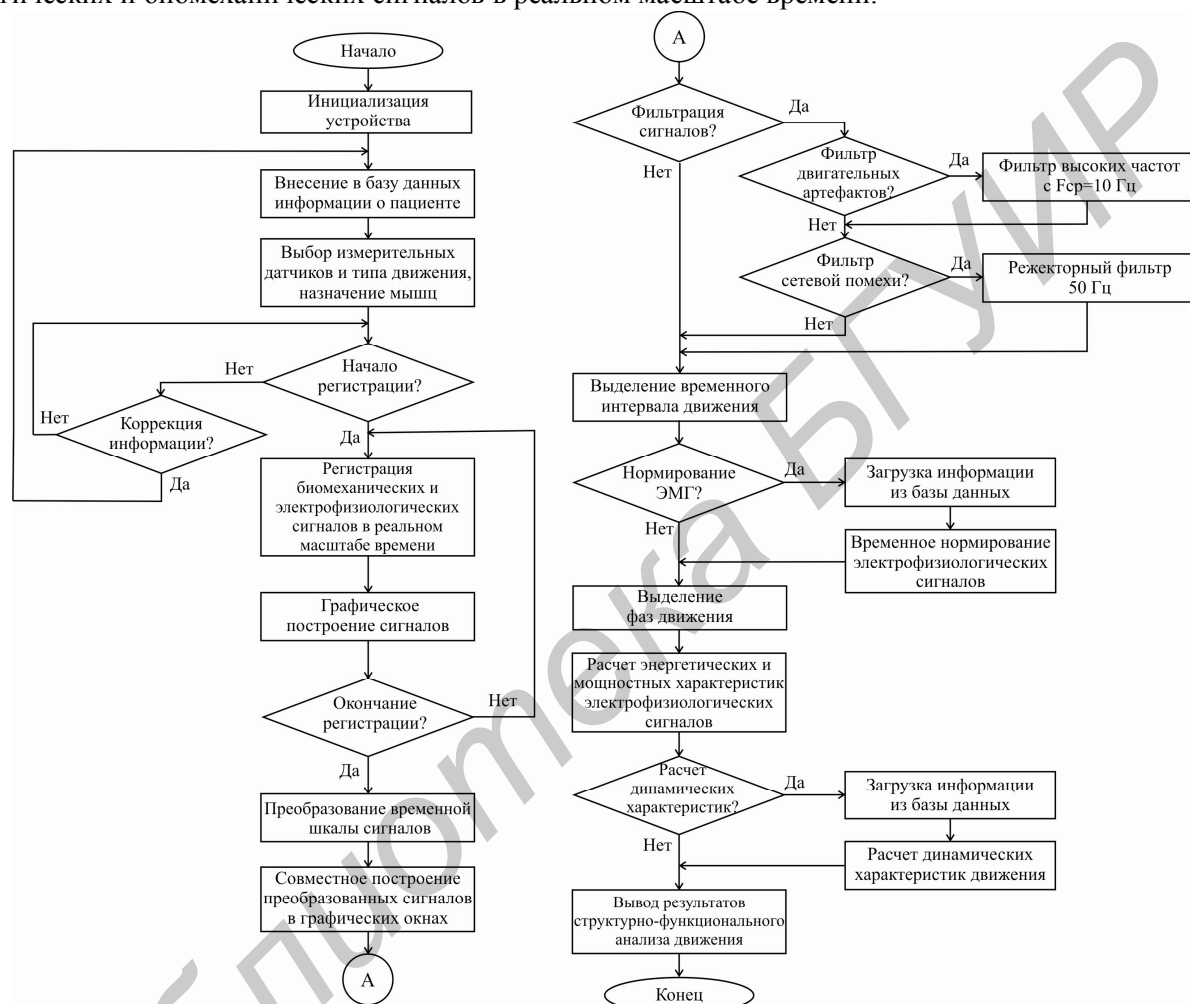 биомеханических сигналов в реальном масштабе времени.
Начало
Инициализация
устройства
Внесение в базу данных
информации о пациенте
Выбор измерительных
датчиков и типа движения,
назначение мышц
Начало
регистрации?
Нет
Да
Коррекция
информации?
Нет
Да
Регистрация
биомеханических и
электрофизиологических
сигналов в реальном
масштабе времени
Графическое
построение сигналов
Окончание
регистрации?
Нет
Да
Преобразование временной
шкалы сигналов
Совместное построение
преобразованных сигналов
в графических окнах
А
А
Фильтрация
сигналов?
Да
Нет
Фильтр
двигательных
артефактов?
Да
Фильтр высоких частот
с Fср=10 Гц
Нет
Фильтр
сетевой помехи?
Да
Режекторный фильтр
50 Гц
Нет
Выделение временного
интервала движения
Нормирование
ЭМГ?
Да
Загрузка информации
из базы данных
Нет
Временное нормирование
электрофизиологических
сигналов
Выделение
фаз движения
Расчет энергетических и
мощностных характеристик
электрофизиологических
сигналов
Расчет
динамических
характеристик?
Да
Загрузка информации
из базы данных
Нет
Расчет динамических
характеристик движения
Вывод результатов
структурно-функционального
анализа движения
Конец
БГУИР